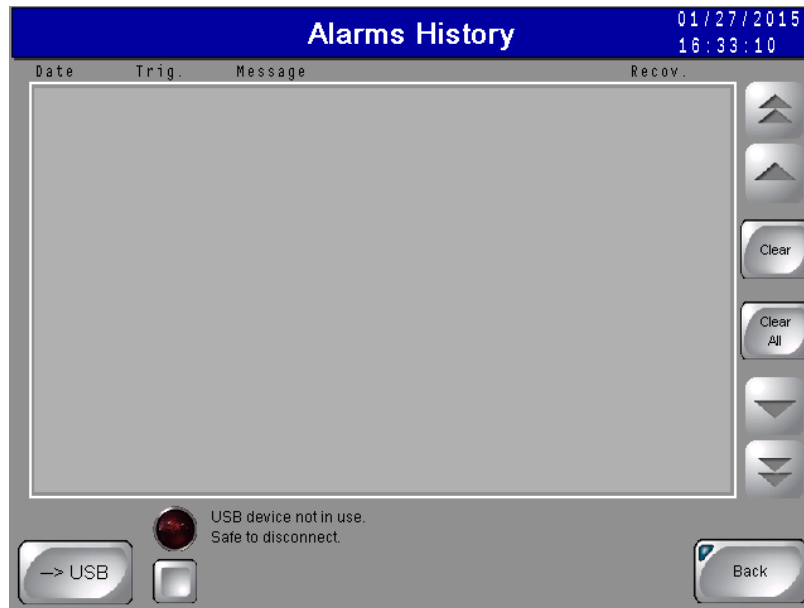 Alarms History
01/27/2015
16:33:10
Date Trig. Message Recov.
Clear
Clear
All
USB device not in use.
Safe to disconnect.
--> USB
Back